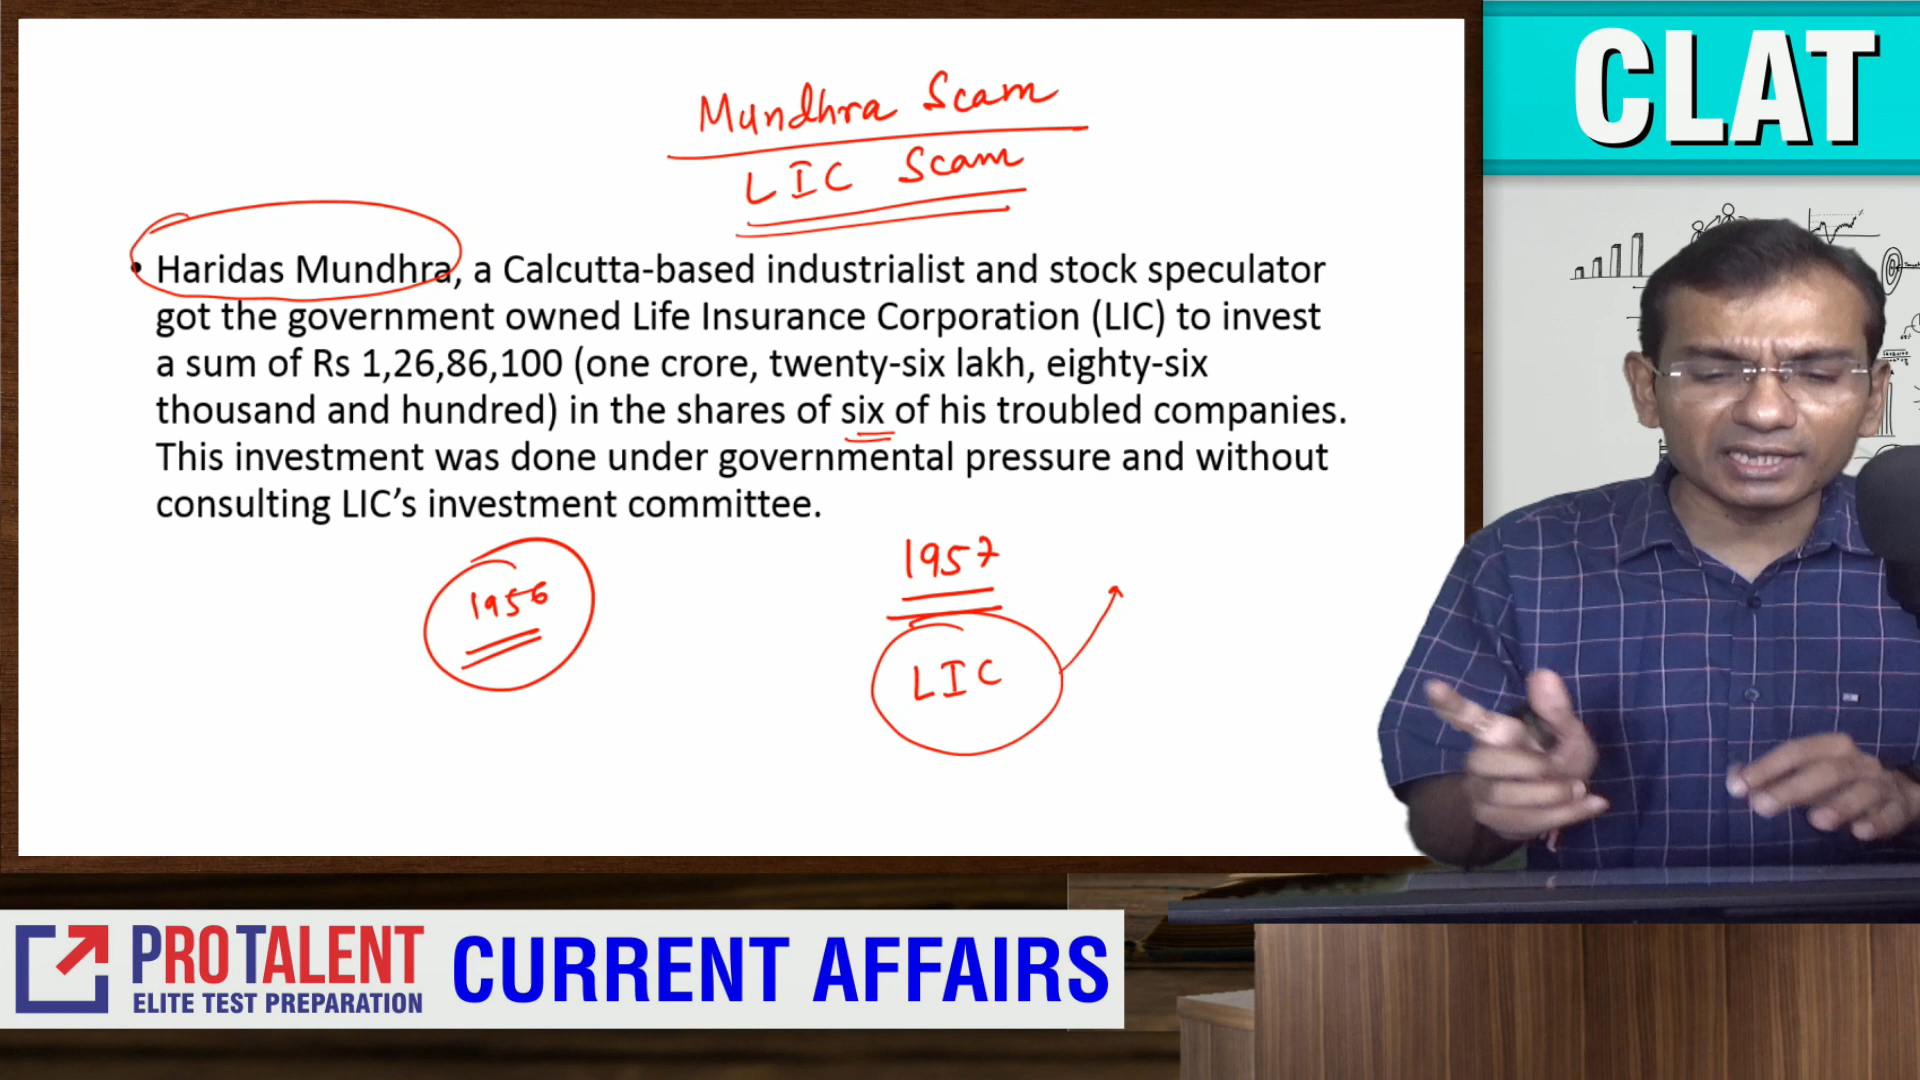 CLAT
Mundhra Scam
LIC Scam
• Haridas Mundhra, a Calcutta-based industrialist and stock speculator
got the government owned Life Insurance Corporation (LIC) to invest
a sum of Rs 1,26,86,100 (one crore, twenty-six lakh, eighty-six
thousand and hundred) in the shares of six of his troubled companies.
This investment was done under governmental pressure and without
consulting LIC’s investment committee.
1956
1957
LIC
PROTALENT
ELITE TEST PREPARATION
CURRENT AFFAIRS